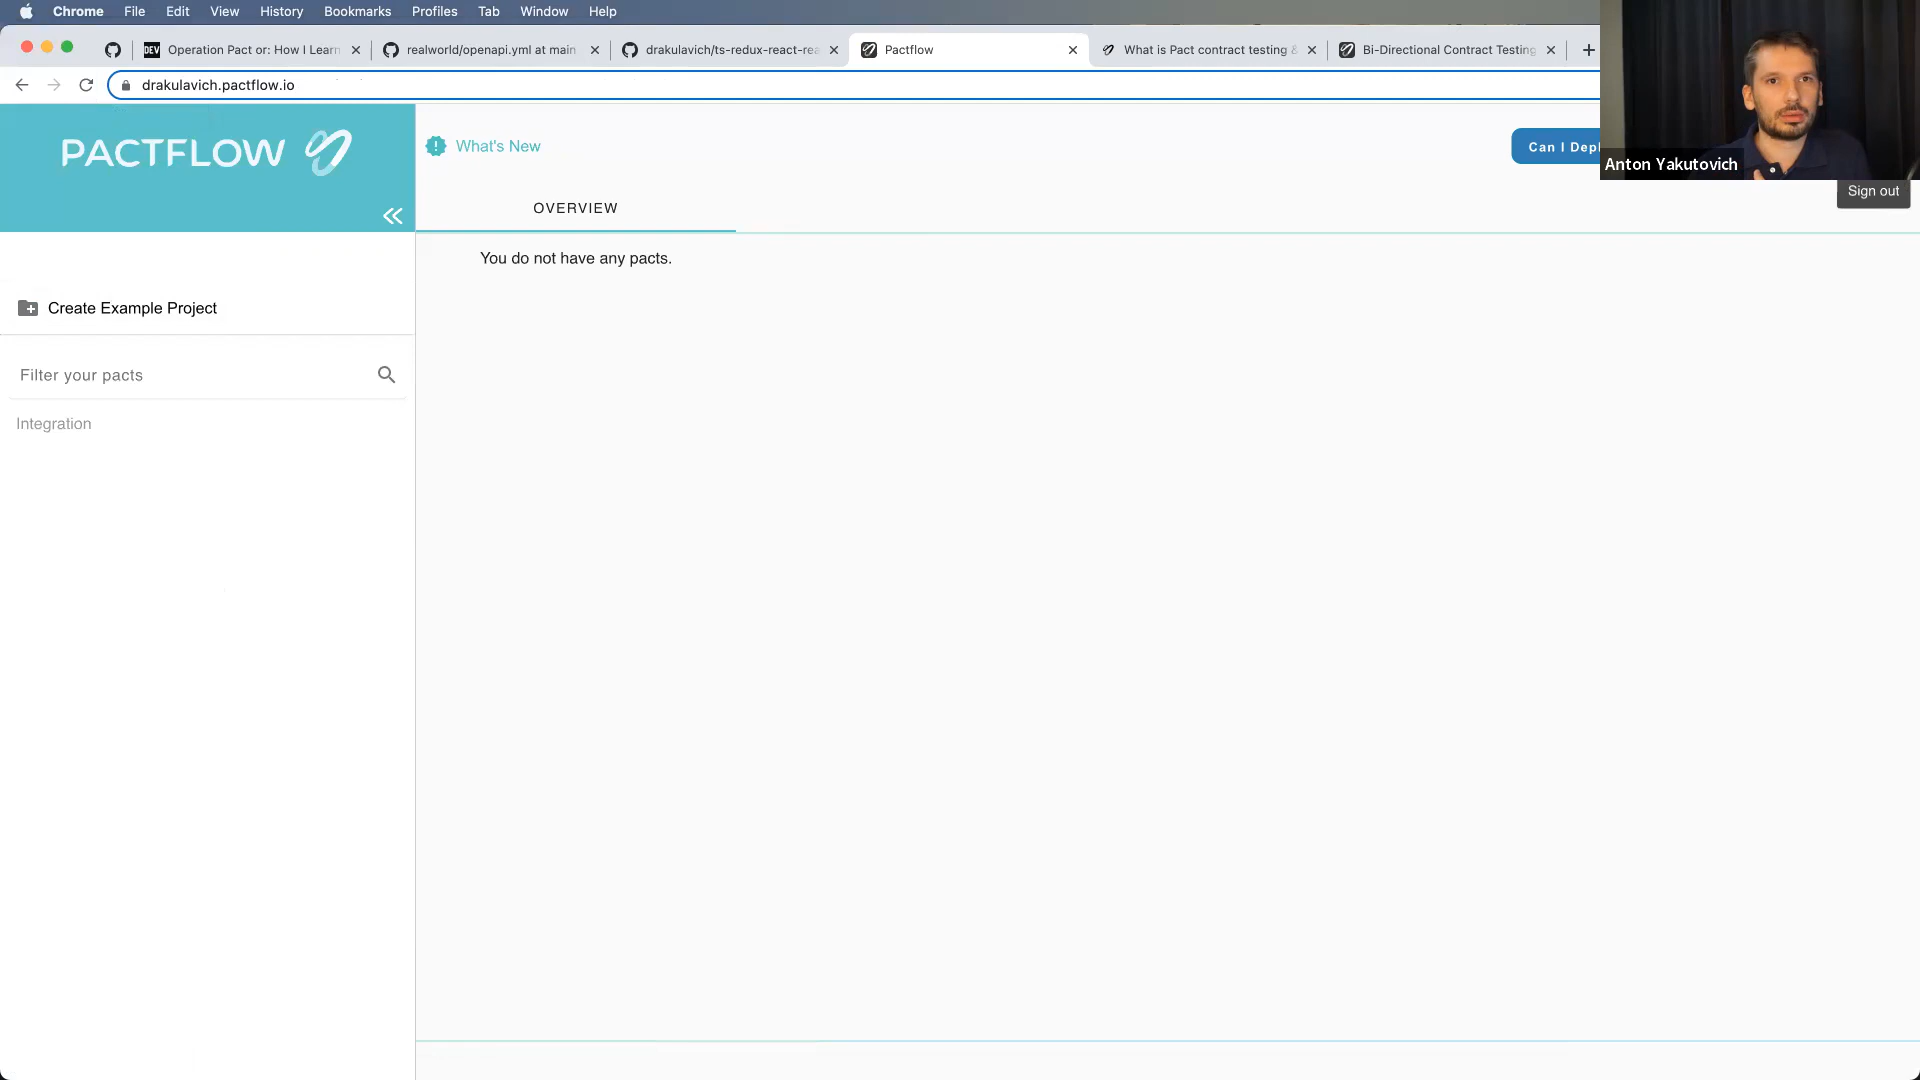 Chrome File Edit View History Bookmarks Profiles Tab Window Help
DEV Operation Pact or: How I Learn
realworld/openapi.yml at main
drakulavich/ts-redux-react-rea
Pactflow
What is Pact contract testing &
Bi-Directional Contract Testing
drakulavich.pactflow.io
PACTFLOW
What's New
Can I Depl
Anton Yakutovich
Sign out
OVERVIEW
You do not have any pacts.
Create Example Project
Filter your pacts
Integration